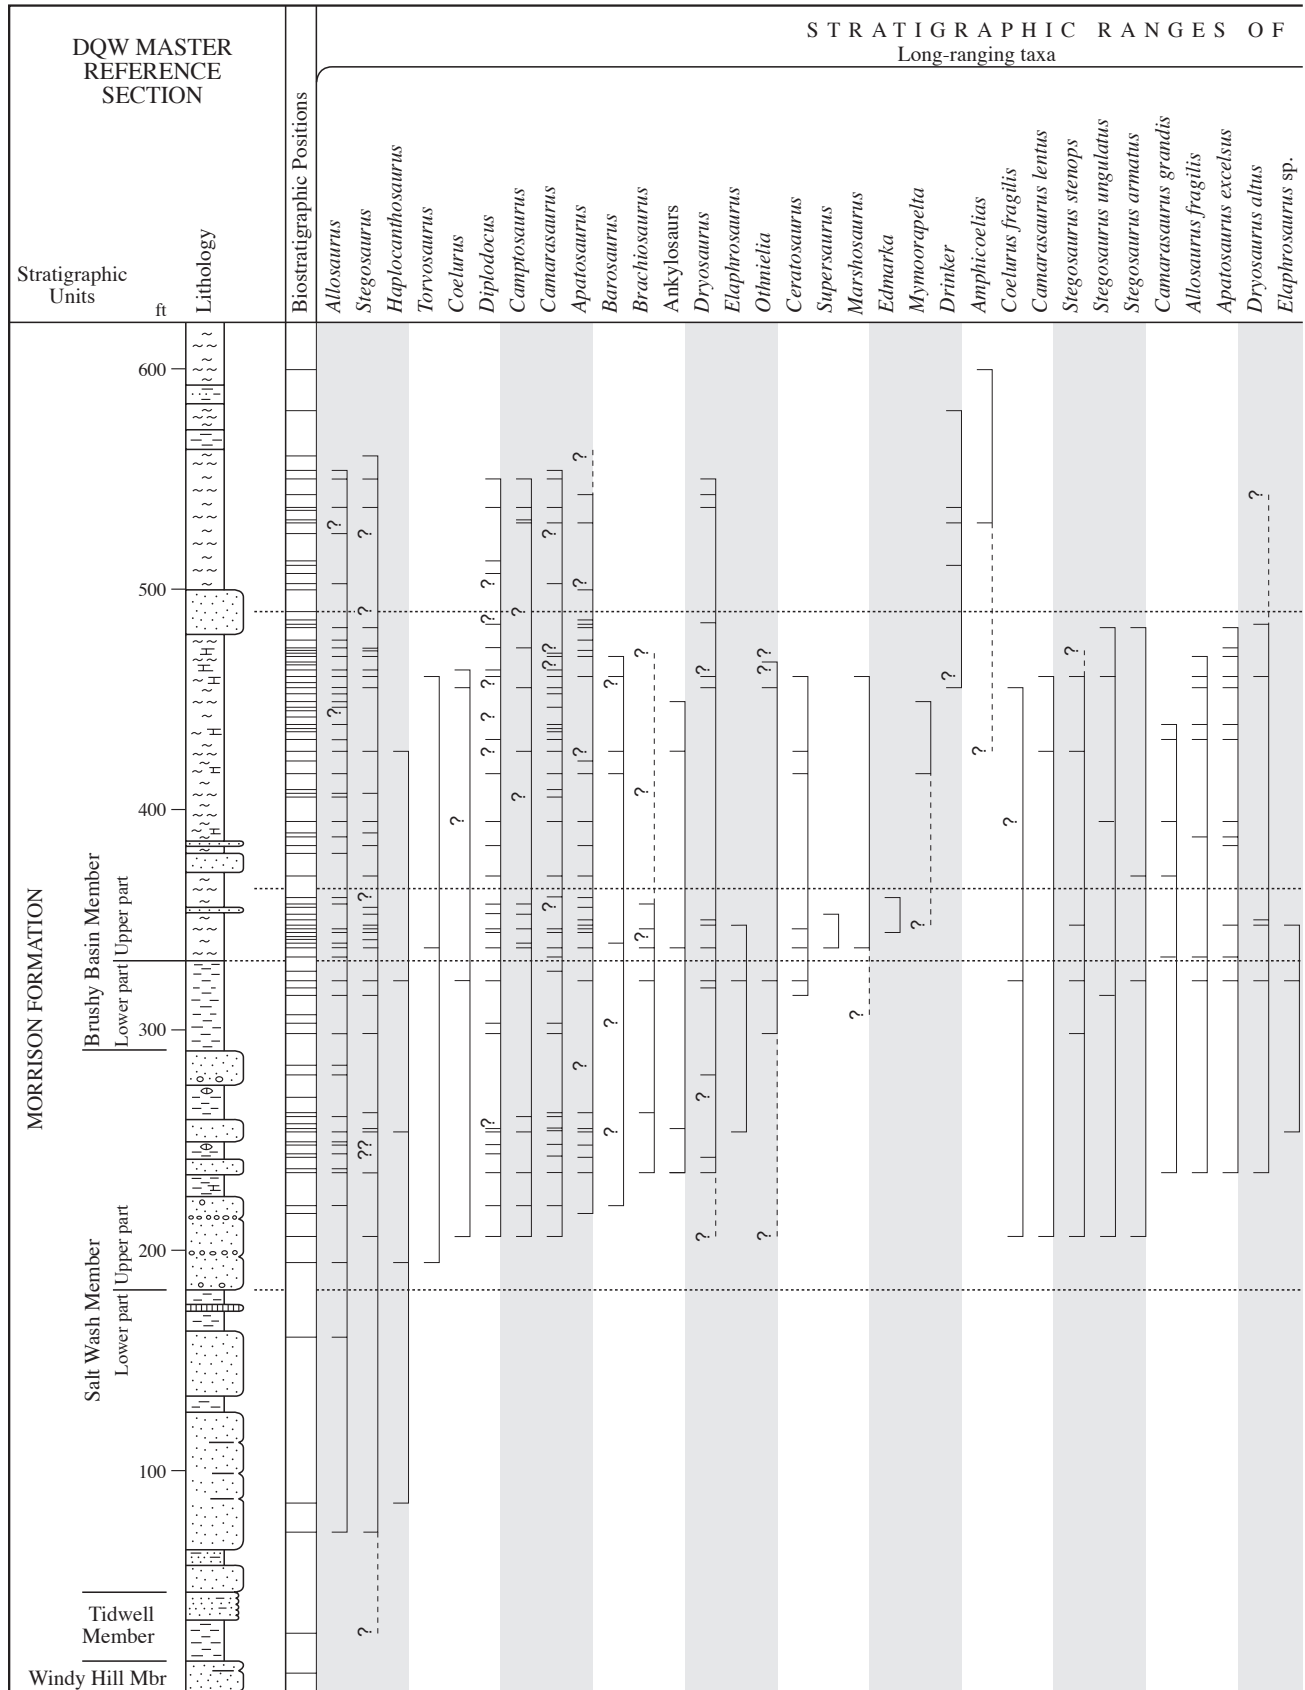 STRATIGRAPHIC RANGES OF
Long-ranging taxa
DQW MASTER
REFERENCE
SECTION
Stratigraphic
Units
ft
Lithology
Biostratigraphic Positions
Allosaurus
Stegosaurus
Haplocanthosaurus
Torvosaurus
Coelurus
Diplodocus
Camptosaurus
Camarasaurus
Apatosaurus
Barosaurus
Brachiosaurus
Ankylosaurs
Dryosaurus
Elaphrosaurus
Othnielia
Ceratosaurus
Supersaurus
Marshosaurus
Edmarka
Mymoorapelta
Drinker
Amphicoelias
Coelurus fragilis
Camarasaurus lentus
Stegosaurus stenops
Stegosaurus ungulatus
Stegosaurus armatus
Camarasaurus grandis
Allosaurus fragilis
Apatosaurus excelsus
Dryosaurus altus
Elaphrosaurus sp.
600
500
400
300
200
100
MORRISON FORMATION
Brushy Basin Member
Upper part
Lower part
Salt Wash Member
Upper part
Lower part
Tidwell
Member
Windy Hill Mbr